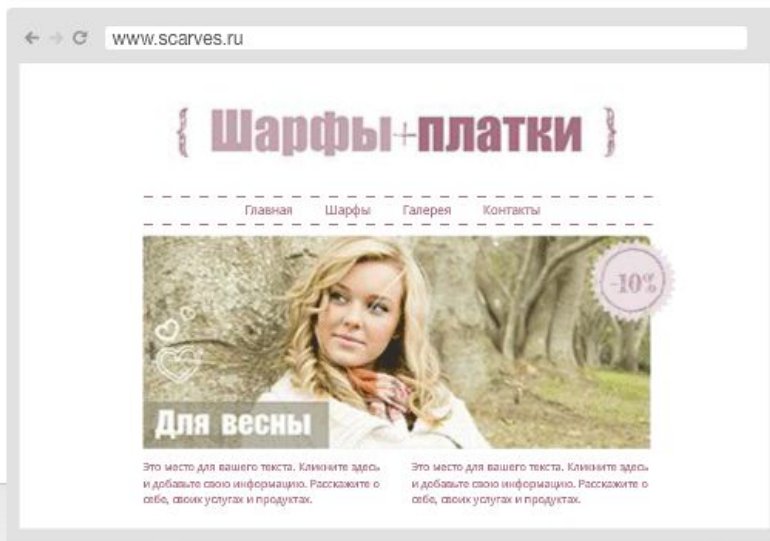 www.scarves.ru
{ Шарфы+платки }
Главная Шарфы Галерея Контакты
-10%
Для весны
Это место для вашего текста. Кликните здесь
и добавьте свою информацию. Расскажите о
себе, своих услугах и продуктах.
Это место для вашего текста. Кликните здесь
и добавьте свою информацию. Расскажите о
себе, своих услугах и продуктах.